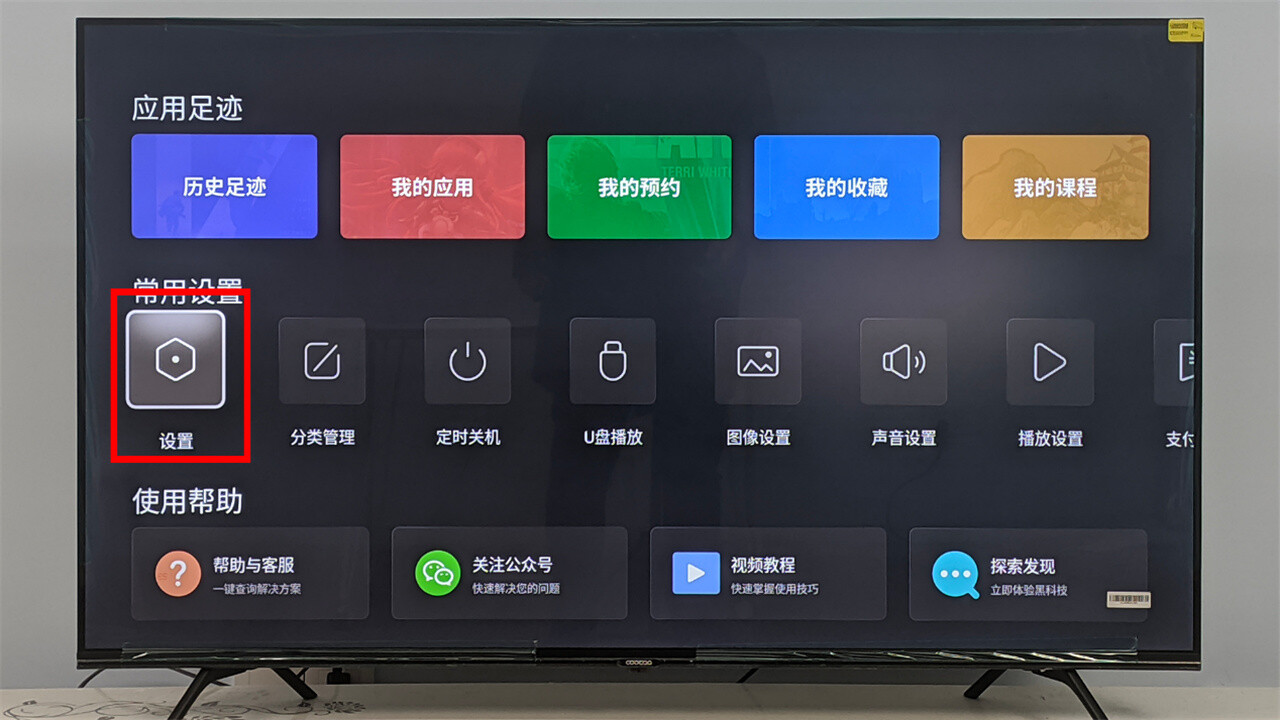 应用足迹
历史足迹
我的应用
我的预约
TERRI WHIT
我的收藏
我的课程
常用设置
设置
分类管理
定时关机
U盘播放
图像设置
声音设置
播放设置
支付
使用帮助
帮助与客服
一键查询解决方案
关注公众号
快速解决您的问题
视频教程
快速掌握使用技巧
探索发现
立即体验黑科技
coocaa